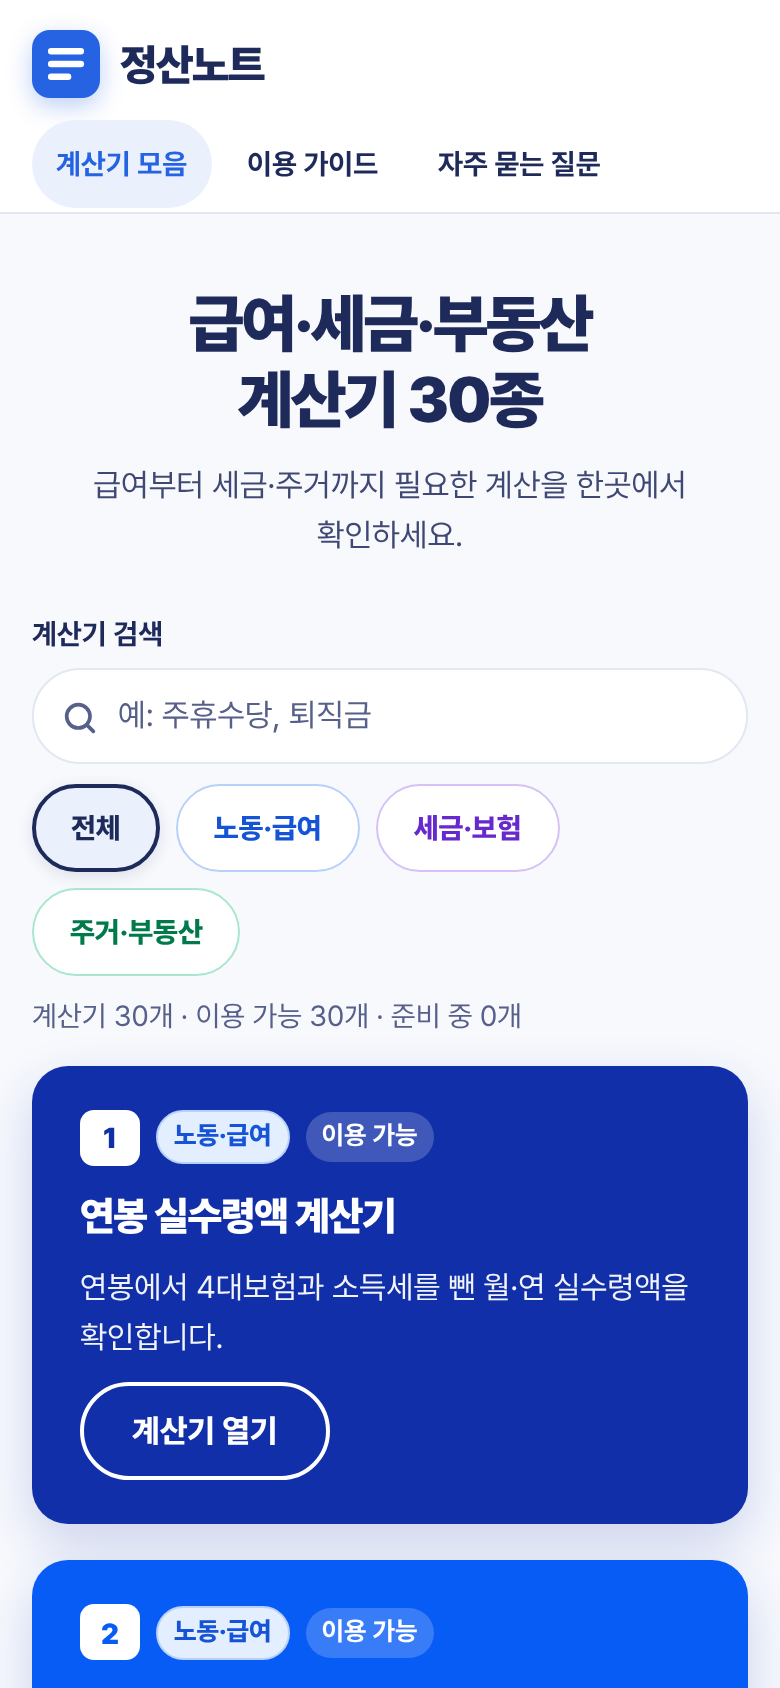 정산노트
계산기 모음 이용 가이드 자주 묻는 질문
급여·세금·부동산
계산기 30종
급여부터 세금·주거까지 필요한 계산을 한곳에서
확인하세요.
계산기 검색
예: 주휴수당, 퇴직금
전체 노동·급여 세금·보험
주거·부동산
계산기 30개 · 이용 가능 30개 · 준비 중 0개
1 노동·급여 이용 가능
연봉 실수령액 계산기
연봉에서 4대보험과 소득세를 뺀 월·연 실수령액을
확인합니다.
계산기 열기
2 노동·급여 이용 가능